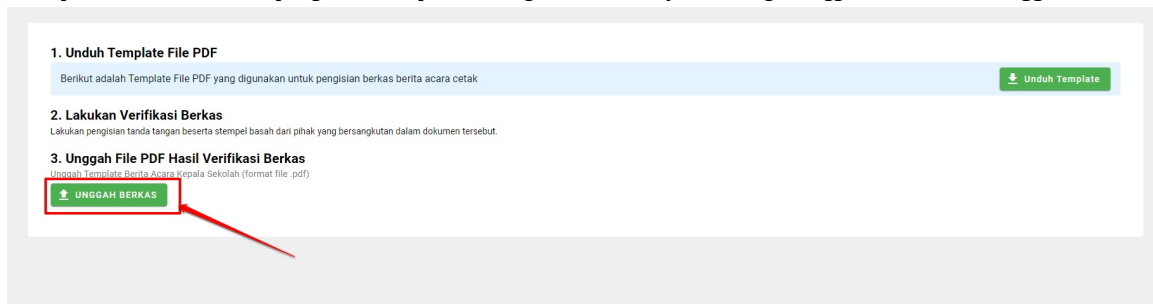 1. Unduh Template File PDF
Berikut adalah Template File PDF yang digunakan untuk pengisian berkas berita acara cetak
Unduh Template
2. Lakukan Verifikasi Berkas
Lakukan pengisian tanda tangan beserta stempel basah dari pihak yang bersangkutan dalam dokumen tersebut.
3. Unggah File PDF Hasil Verifikasi Berkas
Unggah Template Berita Acara Kepala Sekolah (format file .pdf)
UNGGAH BERKAS